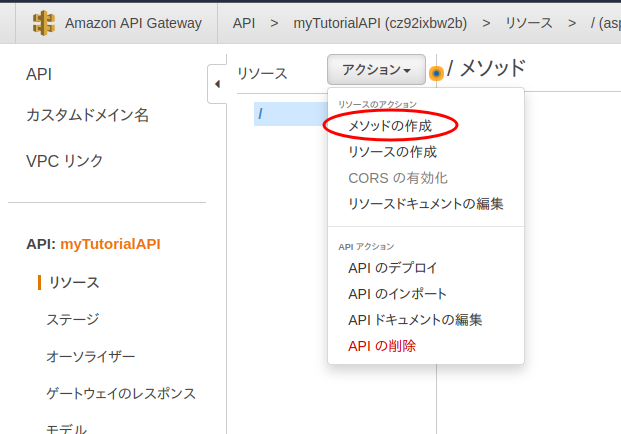 Amazon API Gateway API > myTutorialAPI (cz92ixbw2b) > リソース > / (as
API
カスタムドメイン名
VPC リンク
API: myTutorialAPI
リソース
ステージ
オーソライザー
ゲートウェイのレスポンス
モデル
リソース
アクション
/ メソッド
/
リソースのアクション
メソッドの作成
リソースの作成
CORS の有効化
リソースドキュメントの編集
API アクション
API のデプロイ
API のインポート
API ドキュメントの編集
API の削除